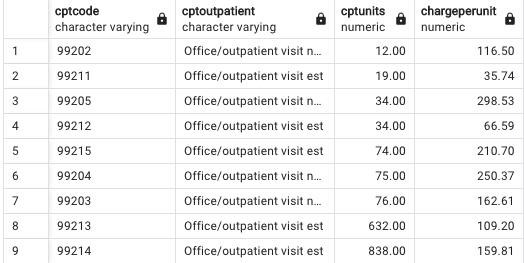 cptcode cptoutpatient cptunits chargeperunit
character varying character varying numeric numeric
1 99202 Office/outpatient visit n... 12.00 116.50
2 99211 Office/outpatient visit est 19.00 35.74
3 99205 Office/outpatient visit n... 34.00 298.53
4 99212 Office/outpatient visit est 34.00 66.59
5 99215 Office/outpatient visit est 74.00 210.70
6 99204 Office/outpatient visit n... 75.00 250.37
7 99203 Office/outpatient visit n... 76.00 162.61
8 99213 Office/outpatient visit est 632.00 109.20
9 99214 Office/outpatient visit est 838.00 159.81